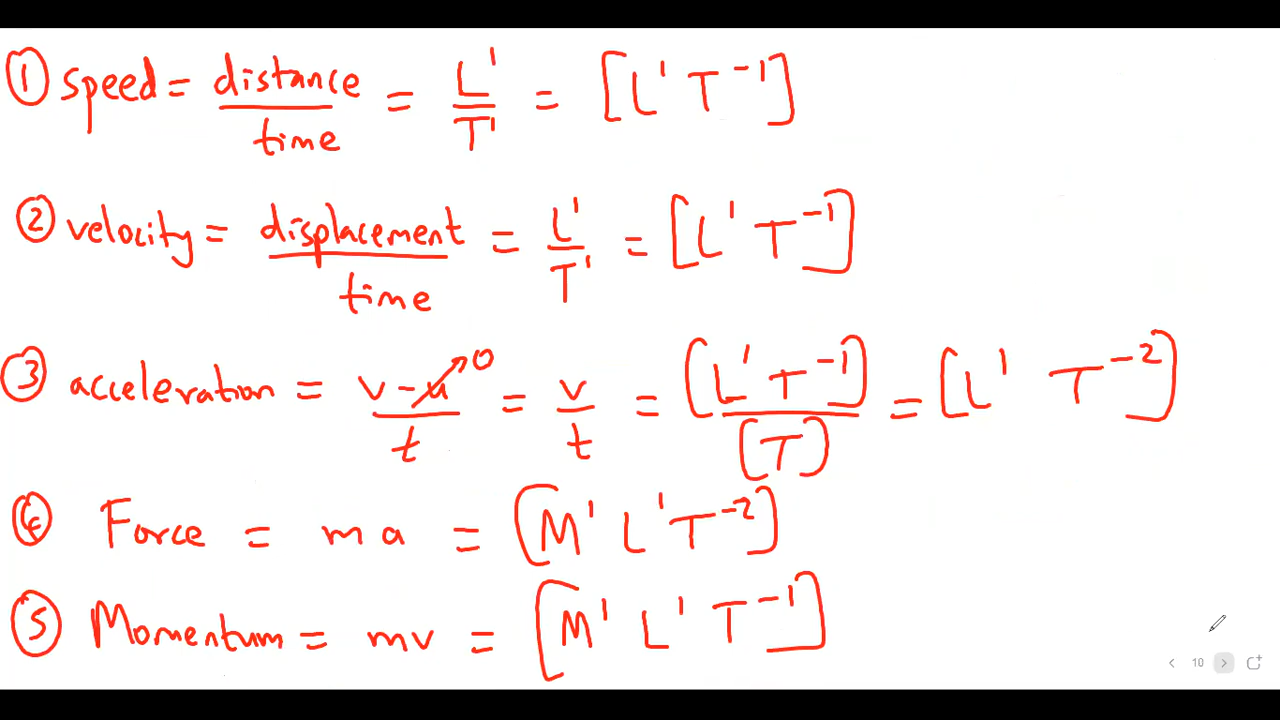 ① speed = distance / time = L¹ / T¹ = [L¹ T⁻¹]
② velocity = displacement / time = L¹ / T¹ = [L¹ T⁻¹]
③ acceleration = v - u→0 / t = v / t = [L¹ T⁻¹] / [T] = [L¹ T⁻²]
④ Force = ma = [M¹ L¹ T⁻²]
⑤ Momentum = mv = [M¹ L¹ T⁻¹]
10